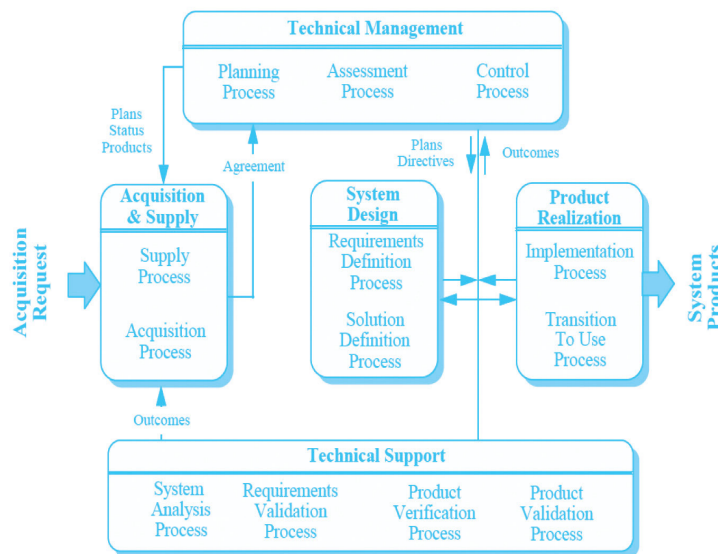 Technical Management
Planning
Process
Assessment
Process
Control
Process
Plans
Status
Products
Agreement
Plans
Directives
Outcomes
Acquisition
& Supply
Supply
Process
Acquisition
Process
System
Design
Requirements
Definition
Process
Solution
Definition
Process
Product
Realization
Implementation
Process
Transition
To Use
Process
Acquisition
Request
System
Products
Outcomes
Technical Support
System
Analysis
Process
Requirements
Validation
Process
Product
Verification
Process
Product
Validation
Process